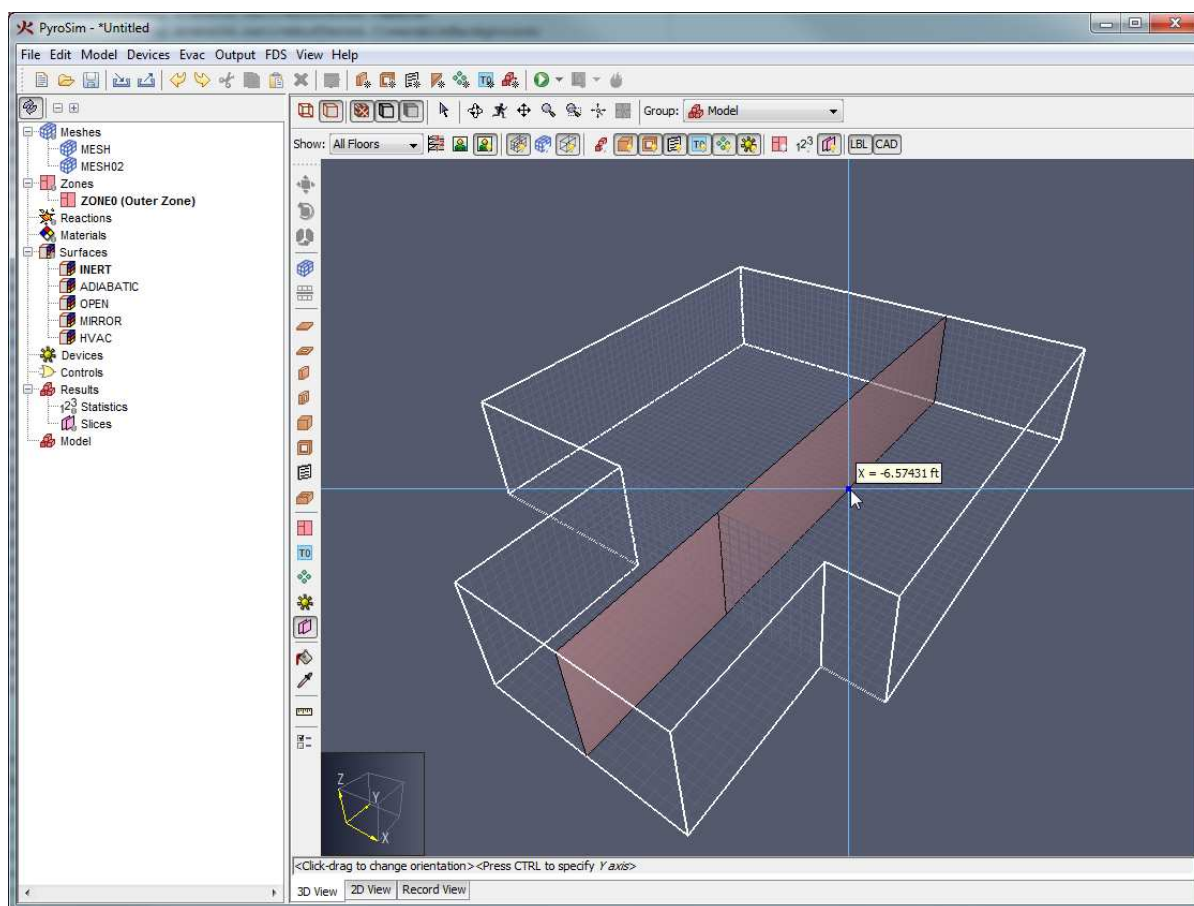 PyroSim - *Untitled
File Edit Model Devices Evac Output FDS View Help
Group: Model
Show: All Floors
123
LBL CAD
Meshes
MESH
MESH02
Zones
ZONE0 (Outer Zone)
Reactions
Materials
Surfaces
INERT
ADIABATIC
OPEN
MIRROR
HVAC
Devices
Controls
Results
123 Statistics
Slices
Model
T0
X = -6.57431 ft
Z
Y
X
<Click-drag to change orientation><Press CTRL to specify Y axis>
3D View 2D View Record View